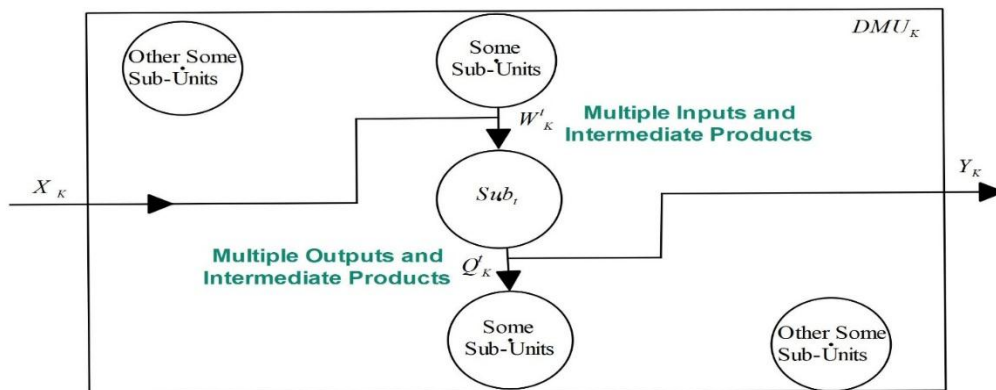 DMU_K
Other Some
Sub-Units
Some
Sub-Units
W^t_K
Multiple Inputs and
Intermediate Products
X_K
Sub_t
Y_K
Multiple Outputs and
Intermediate Products
Q^t_K
Some
Sub-Units
Other Some
Sub-Units